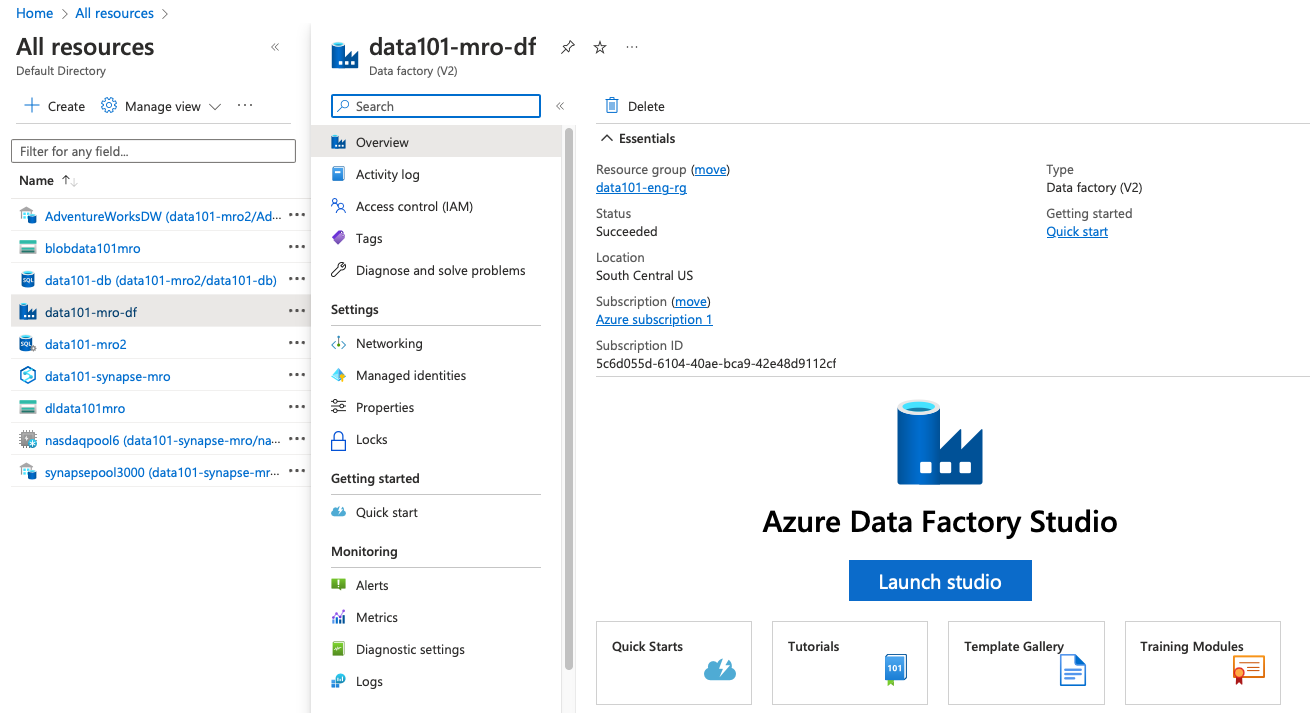 Home > All resources >
All resources
Default Directory
Create Manage view
Filter for any field...
Name
AdventureWorksDW (data101-mro2/Ad...
blobdata101mro
data101-db (data101-mro2/data101-db)
data101-mro-df
data101-mro2
data101-synapse-mro
dldata101mro
nasdaqpool6 (data101-synapse-mro/na...
synapsepool3000 (data101-synapse-mr...
data101-mro-df
Data factory (V2)
Search
Overview
Activity log
Access control (IAM)
Tags
Diagnose and solve problems
Settings
Networking
Managed identities
Properties
Locks
Getting started
Quick start
Monitoring
Alerts
Metrics
Diagnostic settings
Logs
Delete
Essentials
Resource group (move)
data101-eng-rg
Status
Succeeded
Location
South Central US
Subscription (move)
Azure subscription 1
Subscription ID
5c6d055d-6104-40ae-bca9-42e48d9112cf
Type
Data factory (V2)
Getting started
Quick start
Azure Data Factory Studio
Launch studio
Quick Starts
Tutorials
101
Template Gallery
Training Modules
SQL
SQL